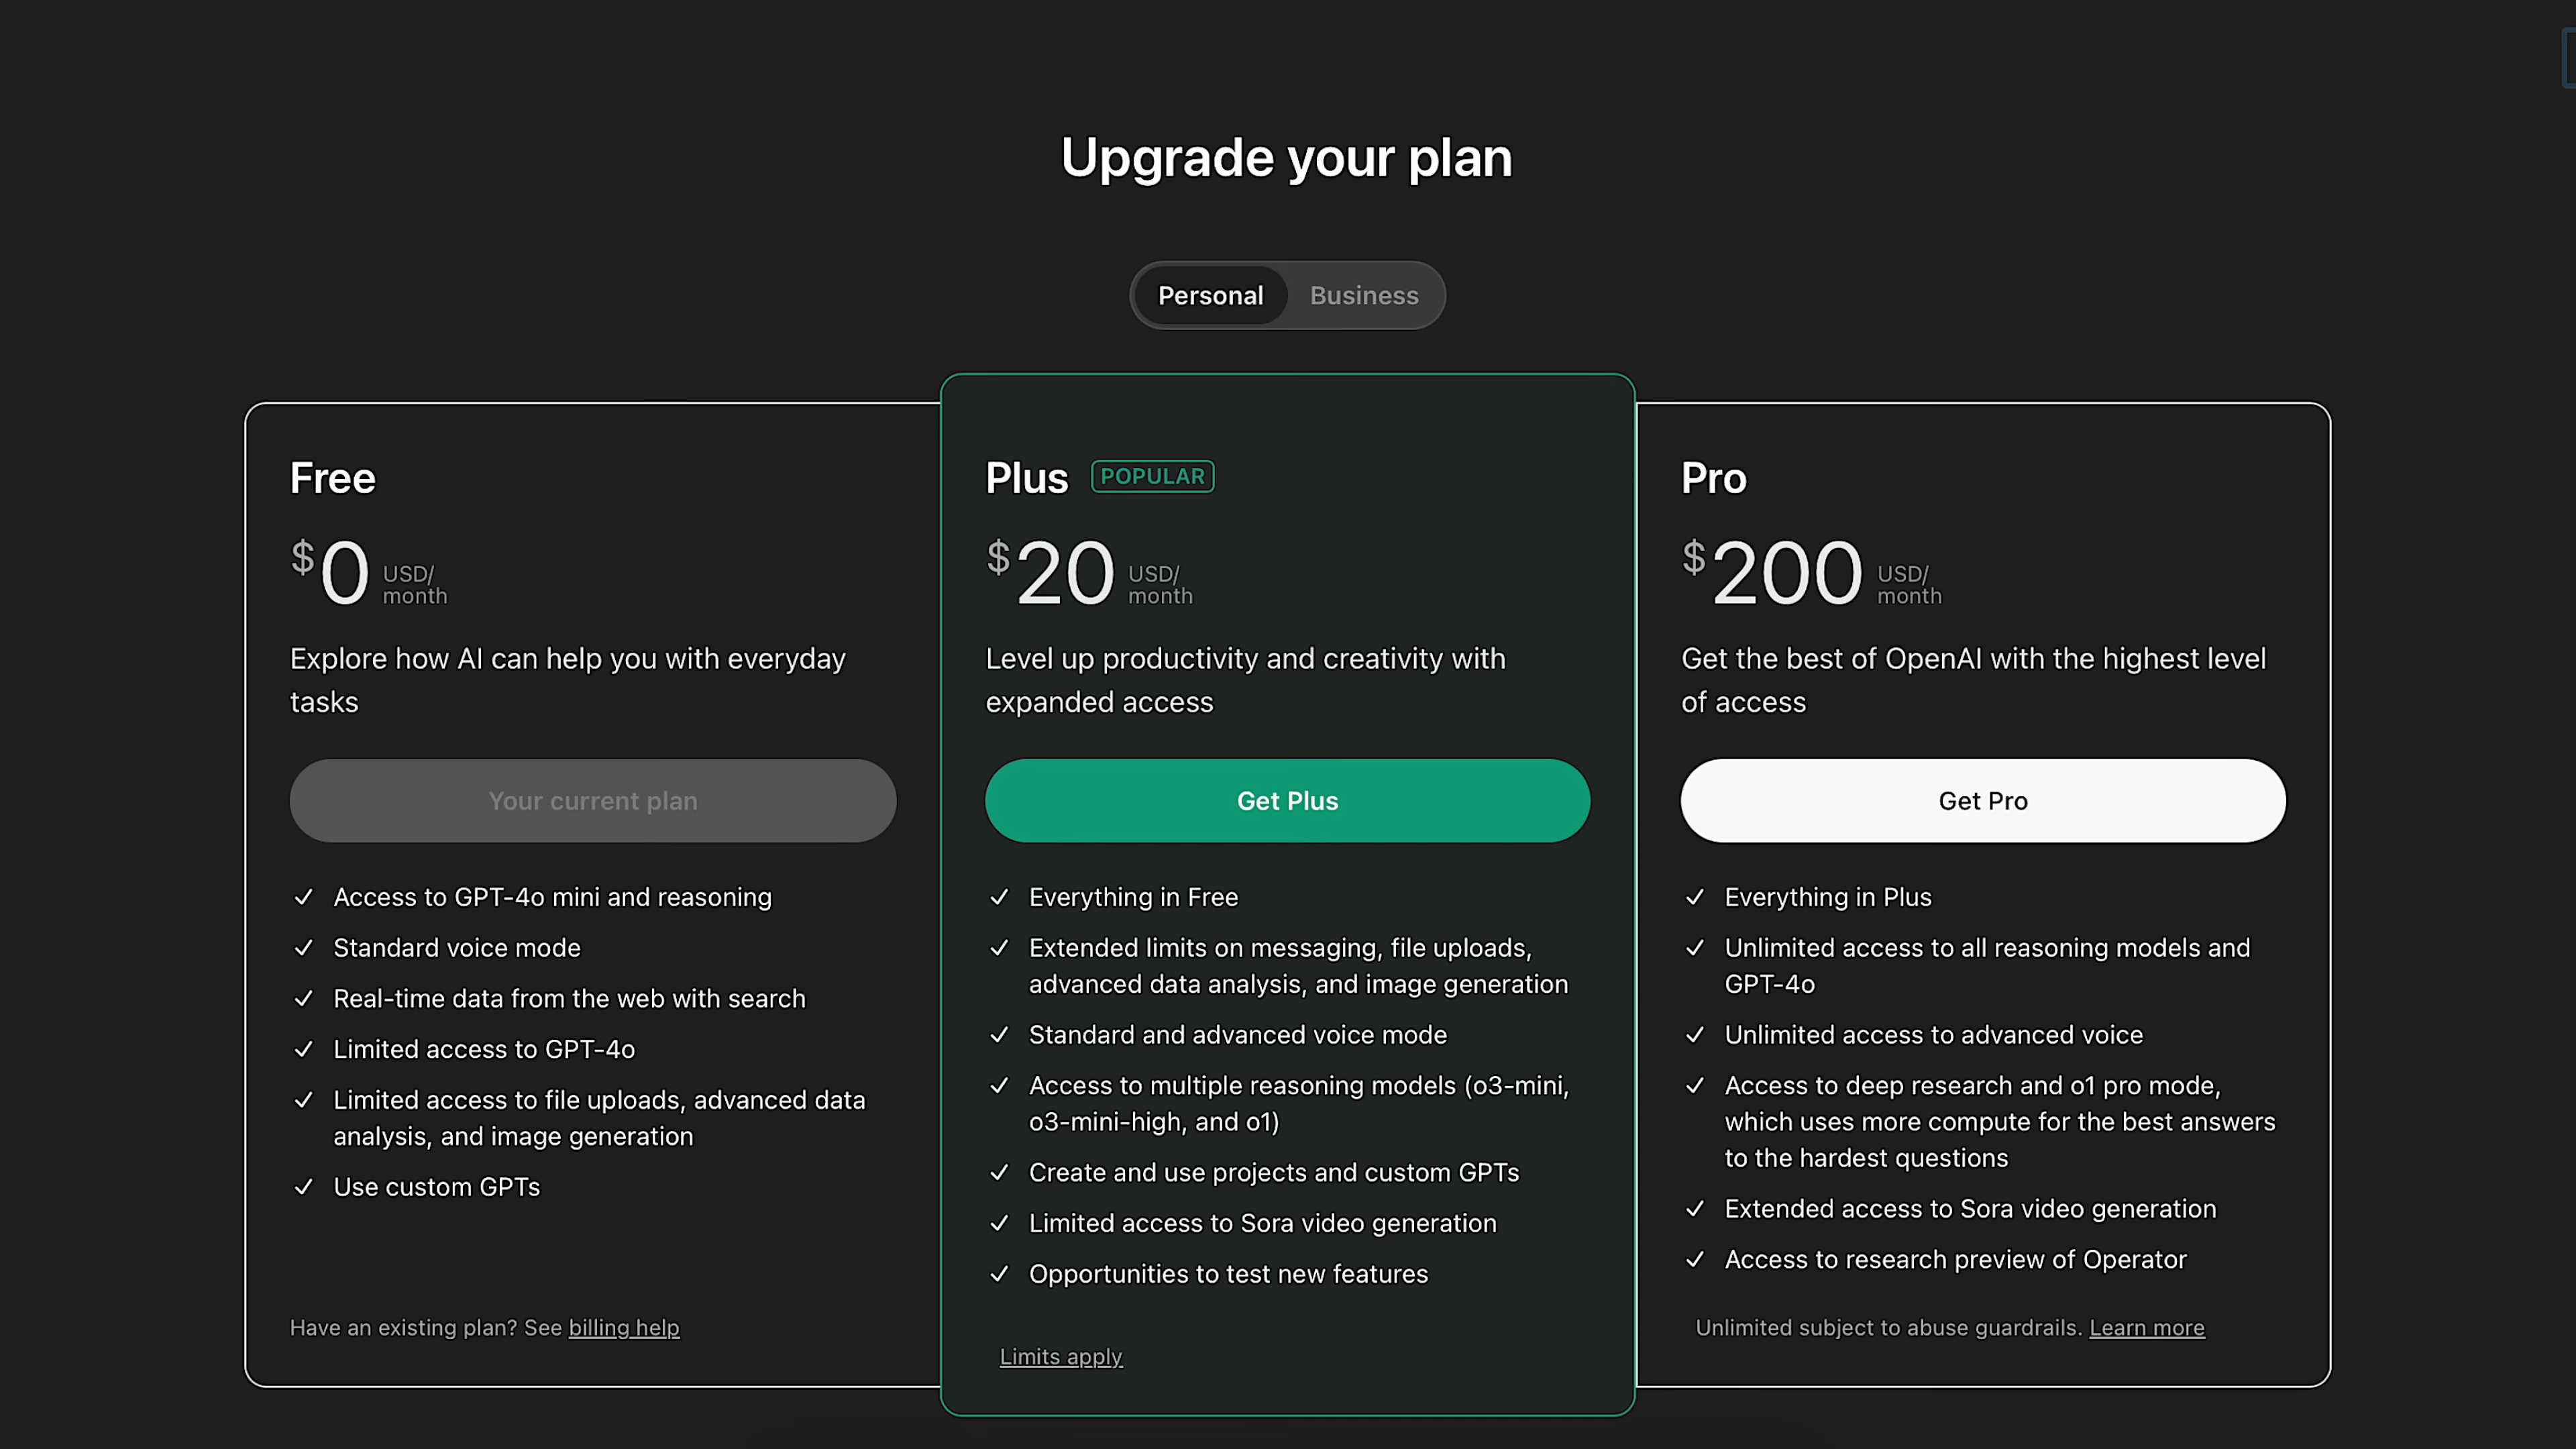 Upgrade your plan
Personal
Business
Free
$0 USD/
month
Explore how AI can help you with everyday
tasks
Your current plan
Access to GPT-4o mini and reasoning
Standard voice mode
Real-time data from the web with search
Limited access to GPT-4o
Limited access to file uploads, advanced data
analysis, and image generation
Use custom GPTs
Have an existing plan? See billing help
Plus POPULAR
$20 USD/
month
Level up productivity and creativity with
expanded access
Get Plus
Everything in Free
Extended limits on messaging, file uploads,
advanced data analysis, and image generation
Standard and advanced voice mode
Access to multiple reasoning models (o3-mini,
o3-mini-high, and o1)
Create and use projects and custom GPTs
Limited access to Sora video generation
Opportunities to test new features
Limits apply
Pro
$200 USD/
month
Get the best of OpenAI with the highest level
of access
Get Pro
Everything in Plus
Unlimited access to all reasoning models and
GPT-4o
Unlimited access to advanced voice
Access to deep research and o1 pro mode,
which uses more compute for the best answers
to the hardest questions
Extended access to Sora video generation
Access to research preview of Operator
Unlimited subject to abuse guardrails. Learn more